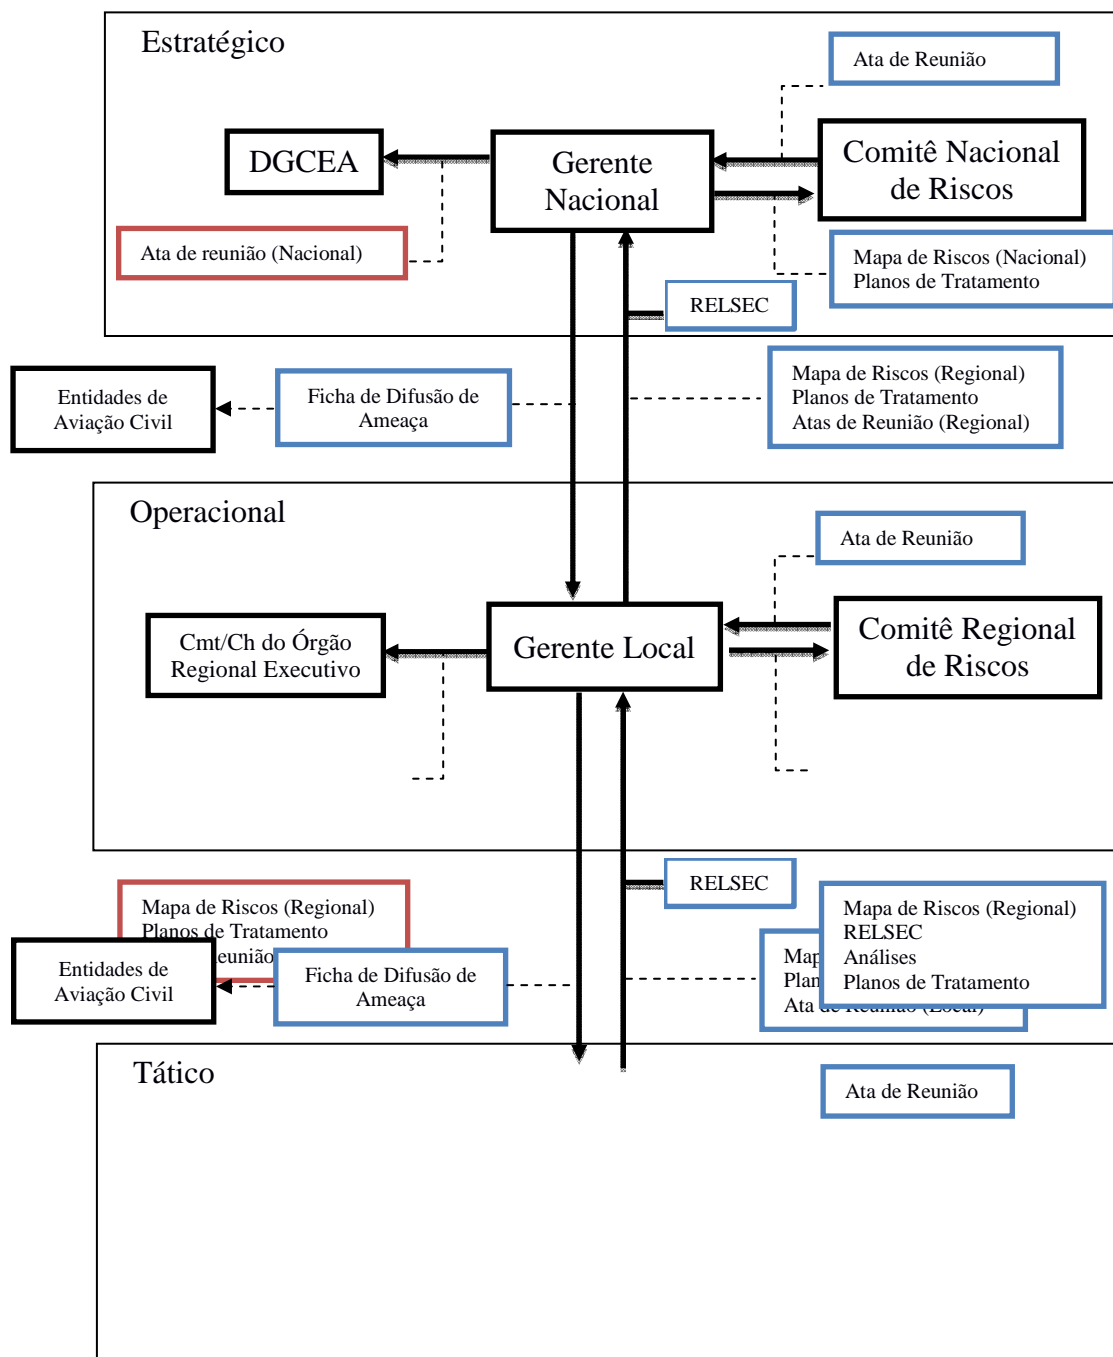 Estratégico
Ata de Reunião
DGCEA
Gerente
Nacional
Comitê Nacional
de Riscos
Ata de reunião (Nacional)
Mapa de Riscos (Nacional)
Planos de Tratamento
RELSEC
Entidades de
Aviação Civil
Ficha de Difusão de
Ameaça
Mapa de Riscos (Regional)
Planos de Tratamento
Atas de Reunião (Regional)
Operacional
Ata de Reunião
Cmt/Ch do Órgão
Regional Executivo
Gerente Local
Comitê Regional
de Riscos
RELSEC
Mapa de Riscos (Regional)
Planos de Tratamento
Entidades de
Aviação Civil
Ficha de Difusão de
Ameaça
Mapa de Riscos (Regional)
RELSEC
Análises
Planos de Tratamento
Ata de Reunião (Local)
Tático
Ata de Reunião